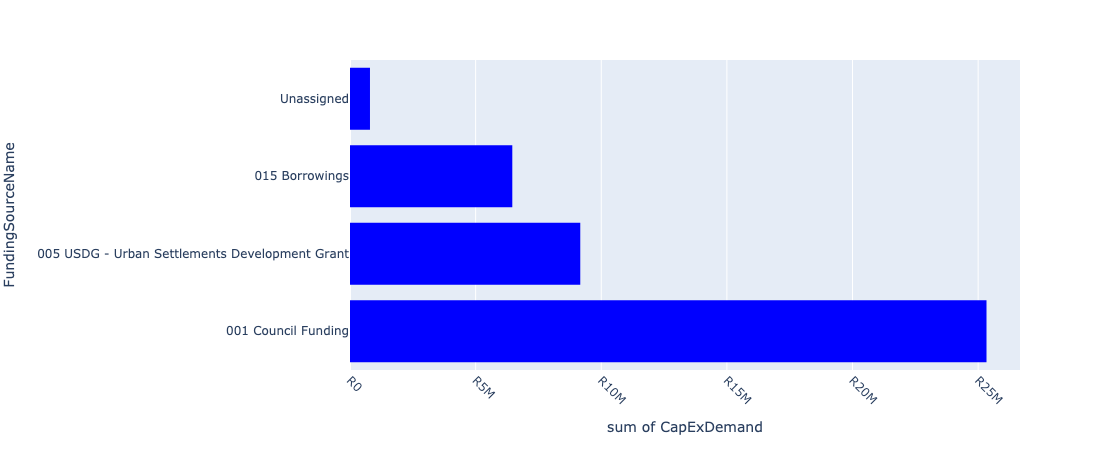 FundingSourceName
Unassigned
015 Borrowings
005 USDG - Urban Settlements Development Grant
001 Council Funding
R0
R5M
R10M
R15M
R20M
R25M
sum of CapExDemand